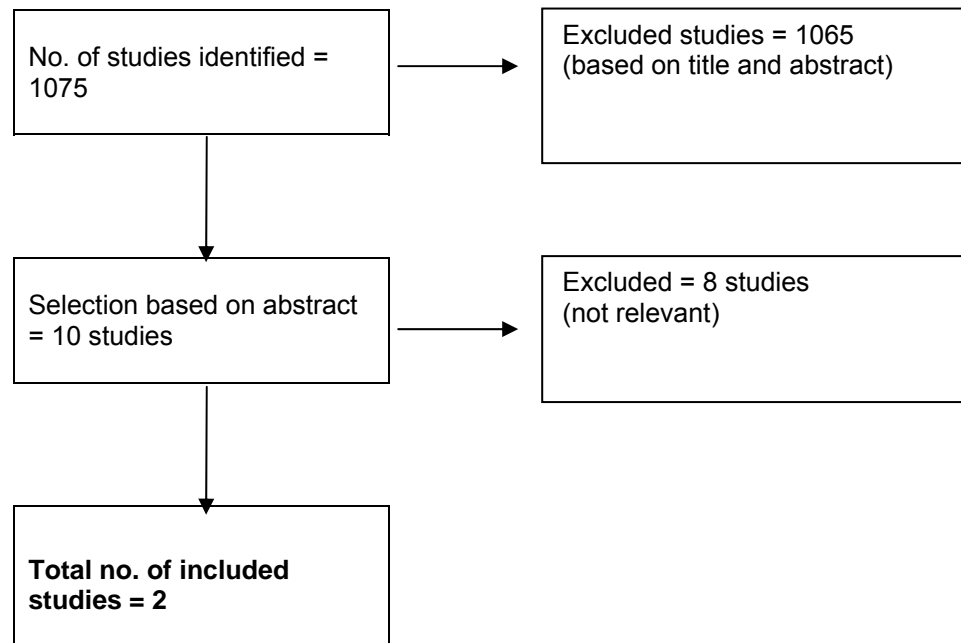 No. of studies identified =
1075
Excluded studies = 1065
(based on title and abstract)
Selection based on abstract
= 10 studies
Excluded = 8 studies
(not relevant)
Total no. of included
studies = 2